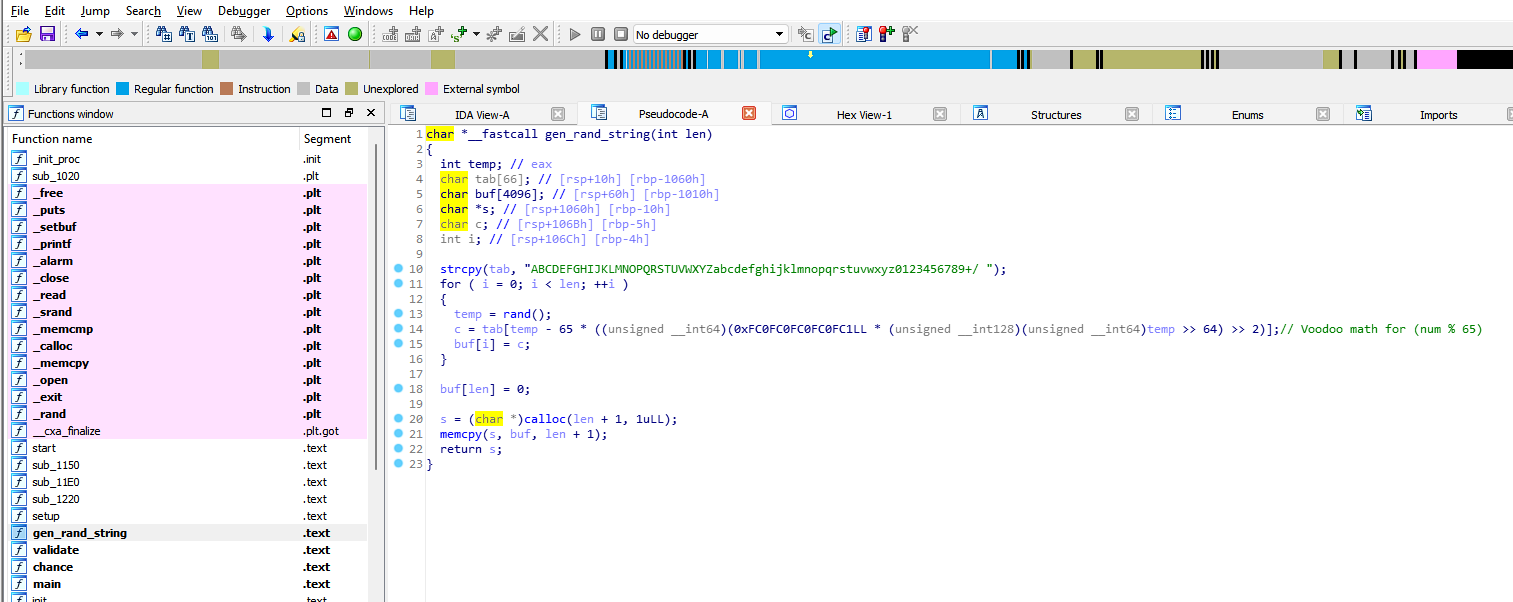 File Edit Jump Search View Debugger Options Windows Help
No debugger
Library function Regular function Instruction Data Unexplored External symbol
Functions window
IDA View-A Pseudocode-A Hex View-1 Structures Enums Imports
Function name Segment
_init_proc .init
sub_1020 .plt
_free .plt
_puts .plt
_setbuf .plt
_printf .plt
_alarm .plt
_close .plt
_read .plt
_srand .plt
_memcmp .plt
_calloc .plt
_memcpy .plt
_open .plt
_exit .plt
_rand .plt
__cxa_finalize .plt.got
start .text
sub_1150 .text
sub_11E0 .text
sub_1220 .text
setup .text
gen_rand_string .text
validate .text
chance .text
main .text
init .text
1 char *__fastcall gen_rand_string(int len)
2 {
3 int temp; // eax
4 char tab[66]; // [rsp+10h] [rbp-1060h]
5 char buf[4096]; // [rsp+60h] [rbp-1010h]
6 char *s; // [rsp+1060h] [rbp-10h]
7 char c; // [rsp+106Bh] [rbp-5h]
8 int i; // [rsp+106Ch] [rbp-4h]
9
10 strcpy(tab, "ABCDEFGHIJKLMNOPQRSTUVWXYZabcdefghijklmnopqrstuvwxyz0123456789+/ ");
11 for ( i = 0; i < len; ++i )
12 {
13 temp = rand();
14 c = tab[temp - 65 * ((unsigned __int64)(0xFC0FC0FC0FC0FC1LL * (unsigned __int128)(unsigned __int64)temp >> 64) >> 2)];// Voodoo math for (num % 65)
15 buf[i] = c;
16 }
17
18 buf[len] = 0;
19
20 s = (char *)calloc(len + 1, 1uLL);
21 memcpy(s, buf, len + 1);
22 return s;
23 }